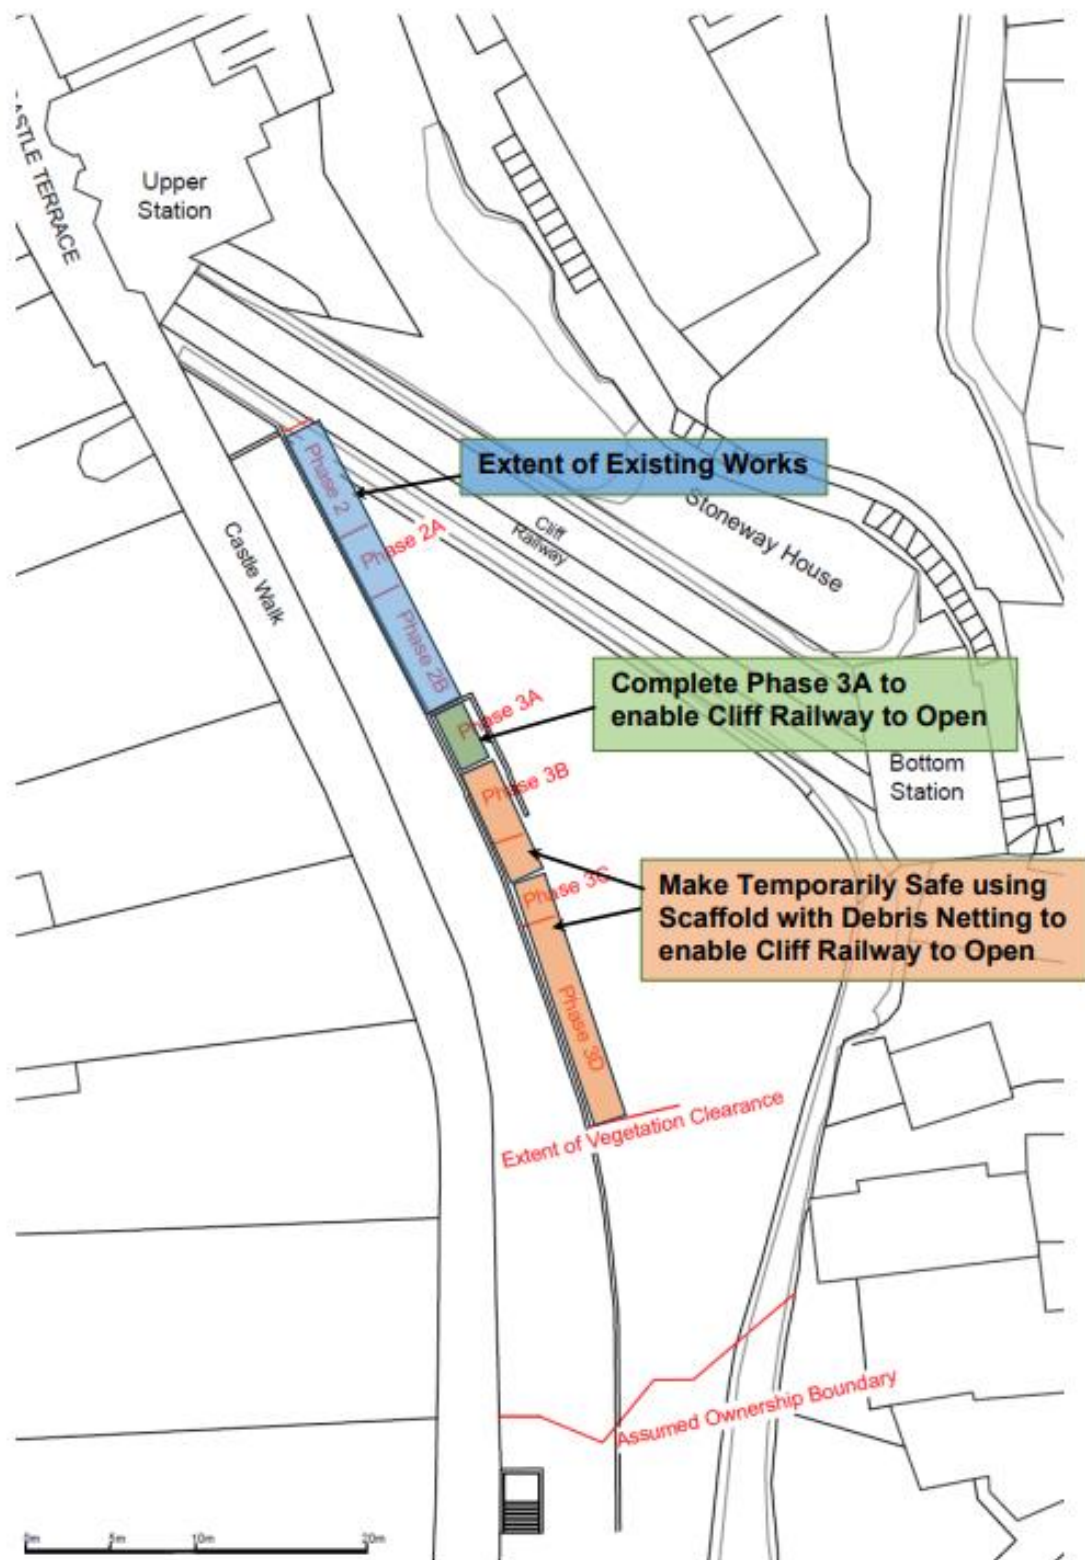 ASTLE TERRACE
Upper
Station
Phase 2
Extent of Existing Works
Phase 2A
Cliff
Railway
Stoneway House
Castle Walk
Phase 2B
Complete Phase 3A to
enable Cliff Railway to Open
Phase 3A
Phase 3B
Bottom
Station
Make Temporarily Safe using
Scaffold with Debris Netting to
enable Cliff Railway to Open
Phase 3C
Phase 3D
Extent of Vegetation Clearance
Assumed Ownership Boundary
0m 5m 10m 20m